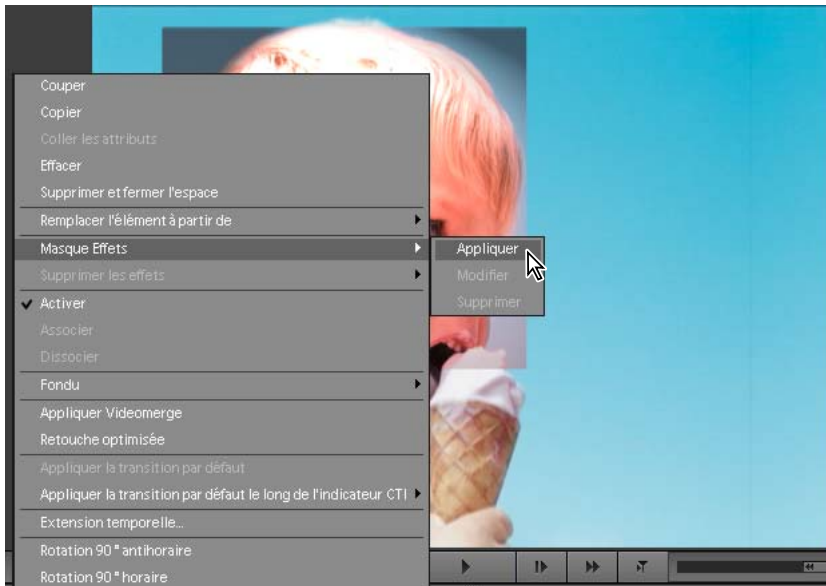 Couper
Copier
Coller les attributs
Effacer
Supprimer et fermer l'espace
Remplacer l'élément à partir de
Masque Effets
Appliquer
Supprimer les effets
Modifier
Supprimer
Activer
Associer
Dissocier
Fondu
Appliquer Videomerge
Retouche optimisée
Appliquer la transition par défaut
Appliquer la transition par défaut le long de l'indicateur CTI
Extension temporelle...
Rotation 90 ° antihoraire
Rotation 90 ° horaire